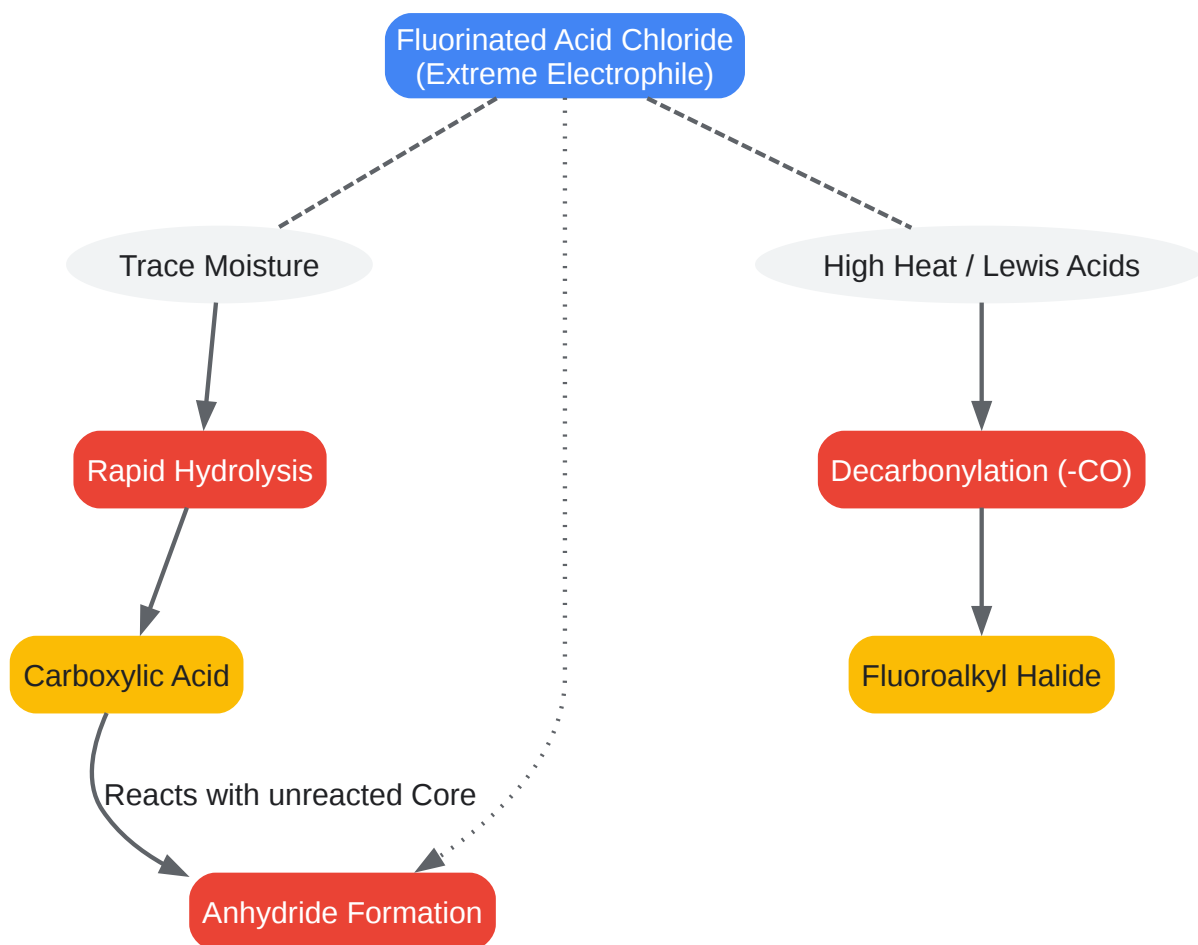 Fluorinated Acid Chloride
(Extreme Electrophile)
Trace Moisture
High Heat / Lewis Acids
Rapid Hydrolysis
Decarbonylation (-CO)
Carboxylic Acid
Fluoroalkyl Halide
Reacts with unreacted Core
Anhydride Formation